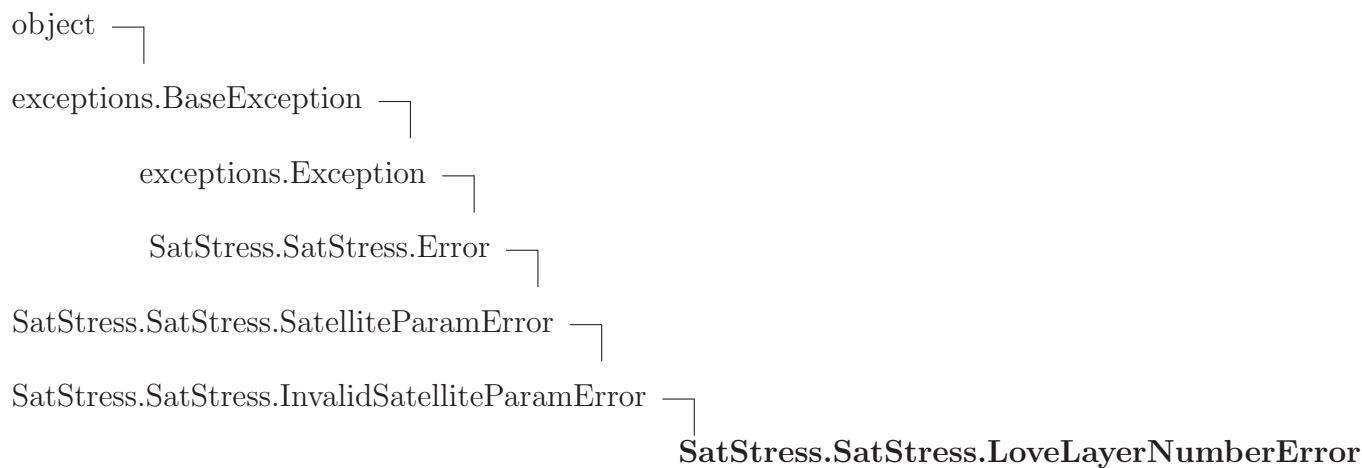 object
exceptions.BaseException
exceptions.Exception
SatStress.SatStress.Error
SatStress.SatStress.SatelliteParamError
SatStress.SatStress.InvalidSatelliteParamError
SatStress.SatStress.LoveLayerNumberError